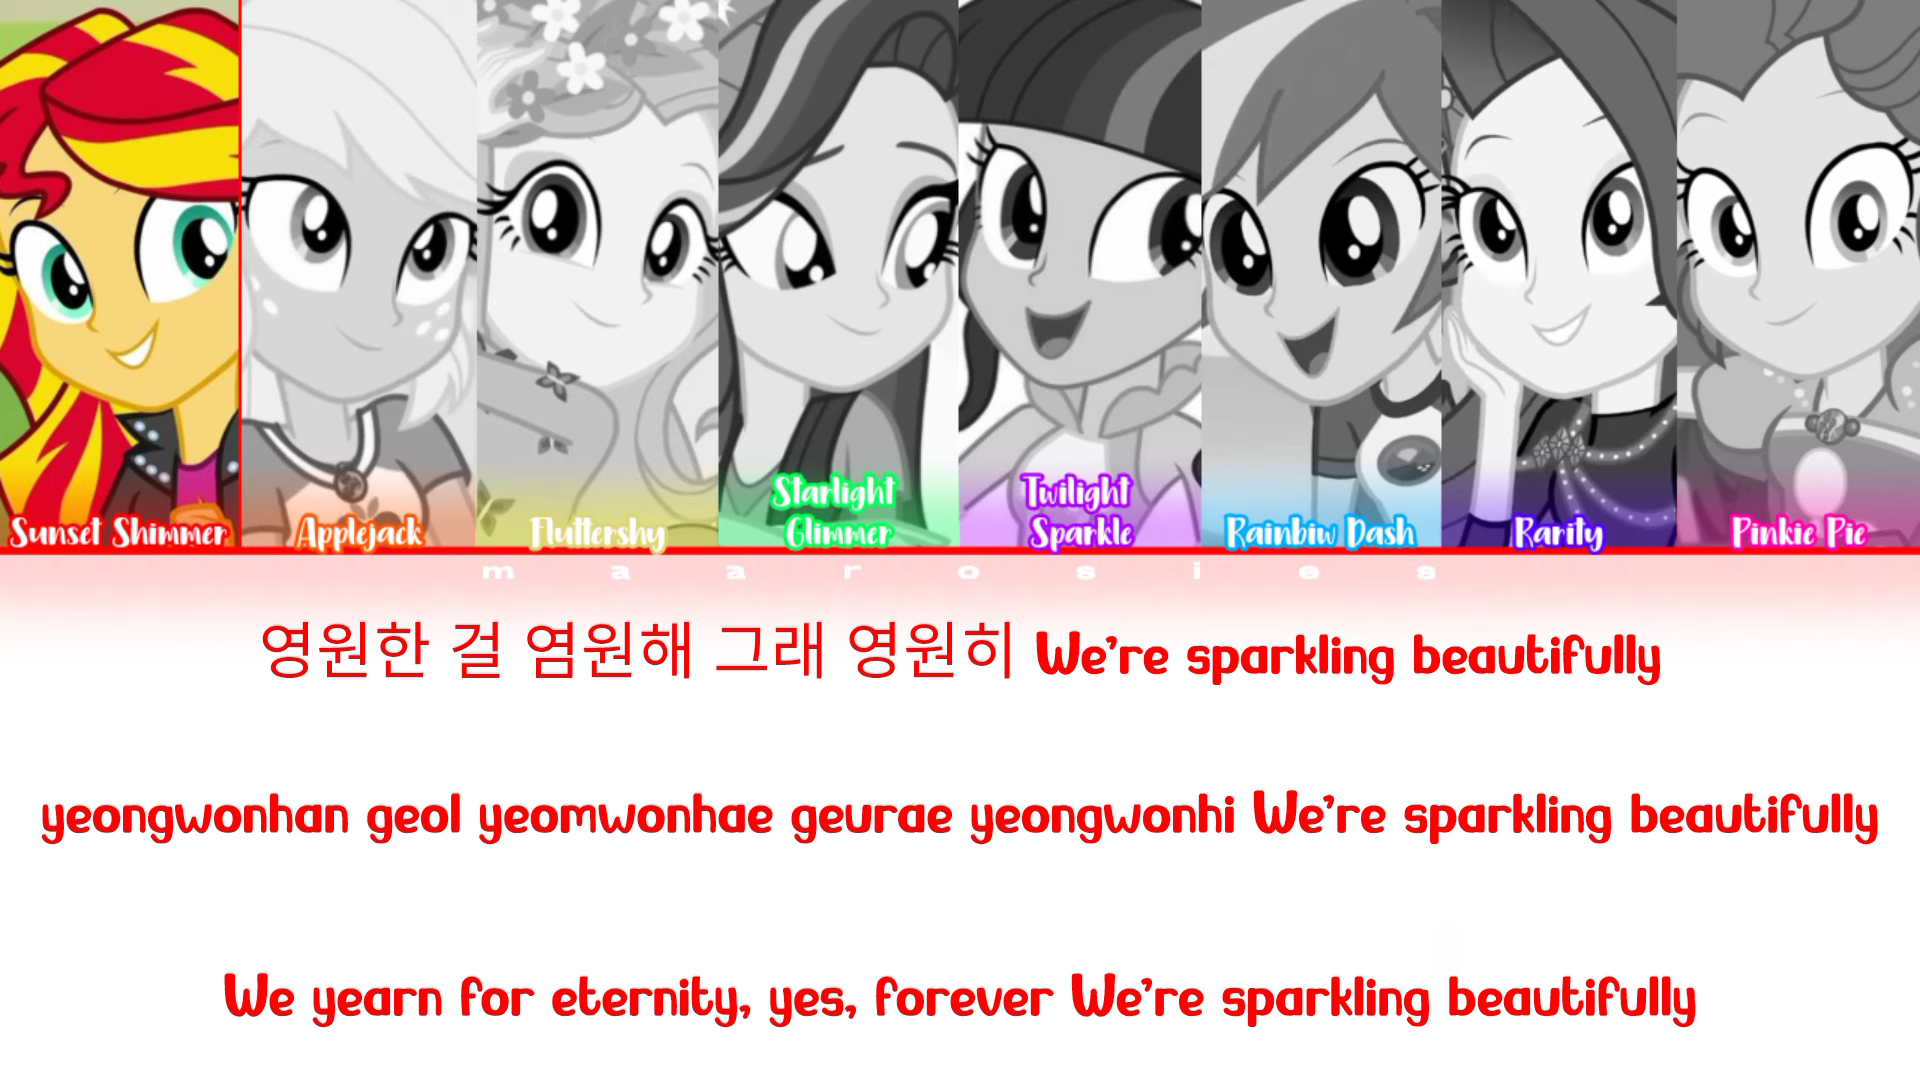 Sunset Shimmer
Applejack
Fluttershy
Starlight
Glimmer
Twilight
Sparkle
Rainbiw Dash
Rarity
Pinkie Pie
m a a r o s i e s
영원한 걸 염원해 그래 영원히 We're sparkling beautifully
yeongwonhan geol yeomwonhae geurae yeongwonhi We're sparkling beautifully
We yearn for eternity, yes, forever We're sparkling beautifully